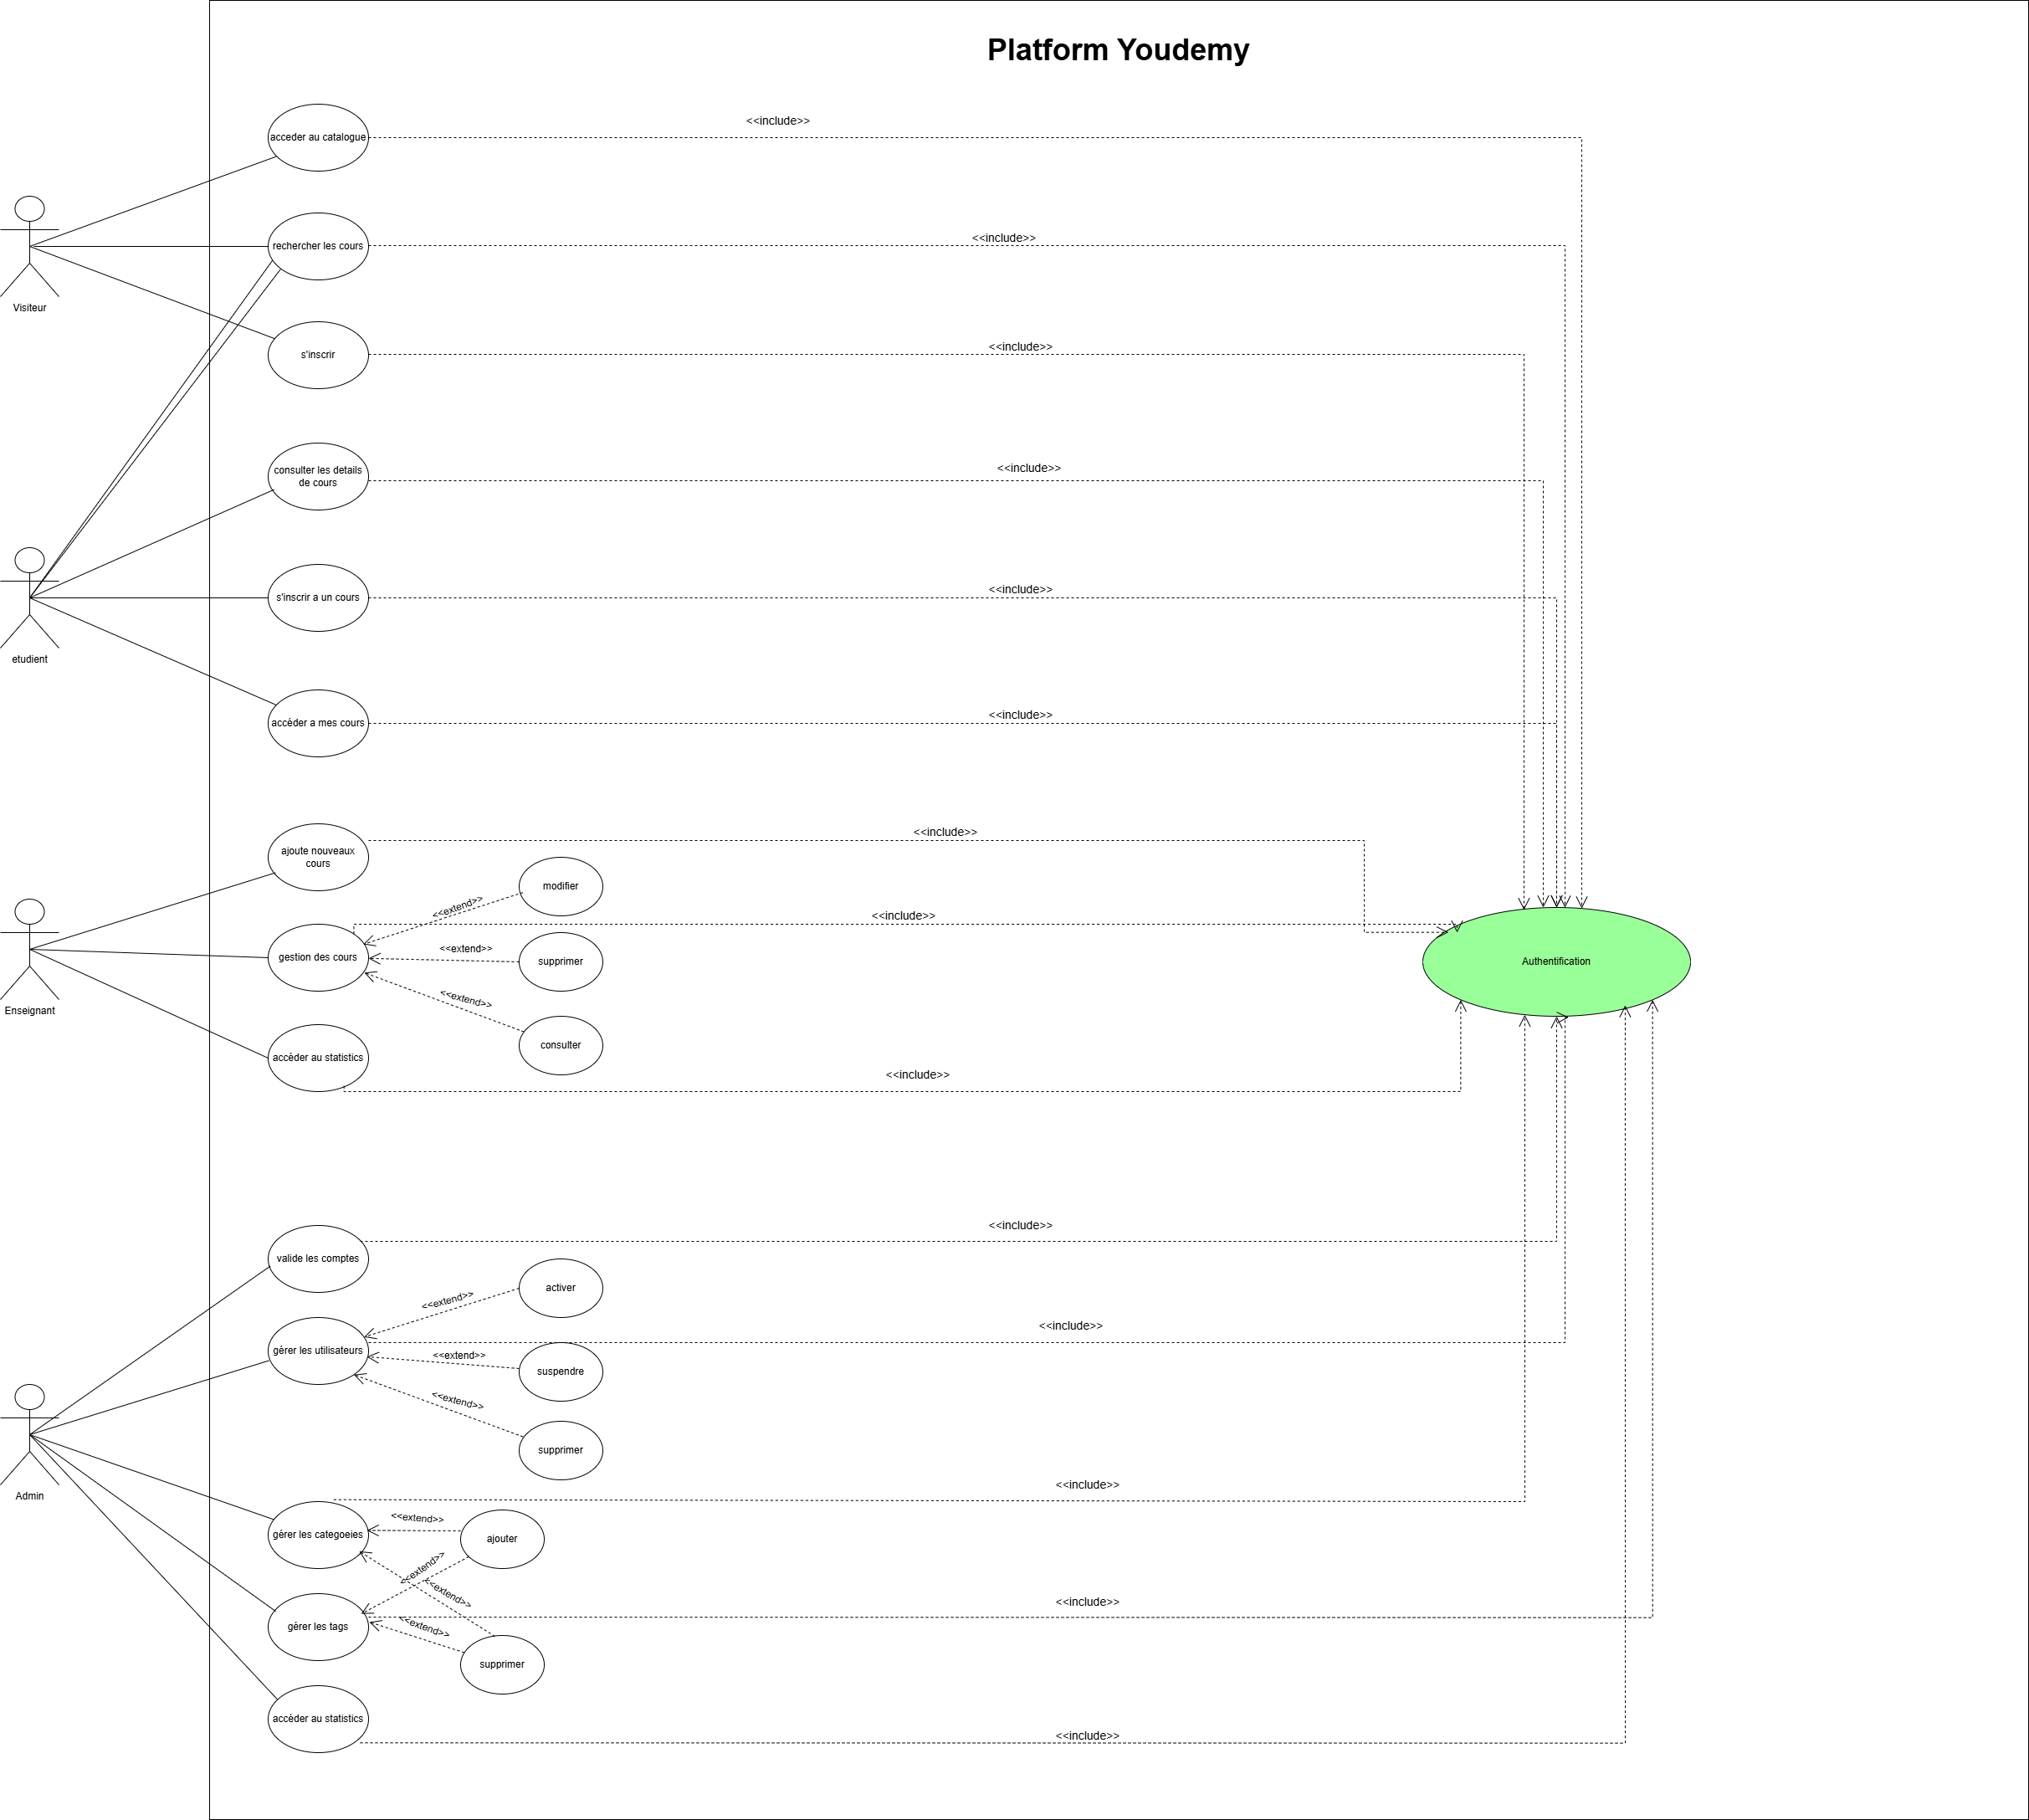 Platform Youdemy
<<include>>
acceder au catalogue
<<include>>
rechercher les cours
Visiteur
<<include>>
s'inscrir
<<include>>
consulter les details
de cours
<<include>>
s'inscrir a un cours
etudient
<<include>>
accéder a mes cours
<<include>>
ajoute nouveaux
cours
modifier
<<extend>>
<<include>>
<<extend>>
gestion des cours
supprimer
Authentification
<<extend>>
Enseignant
consulter
accéder au statistics
<<include>>
<<include>>
valide les comptes
activer
<<extend>>
<<include>>
gérer les utilisateurs
<<extend>>
suspendre
<<extend>>
supprimer
<<include>>
Admin
<<extend>>
gérer les categoeies
ajouter
<<extend>>
<<extend>>
<<include>>
gérer les tags
<<extend>>
supprimer
accéder au statistics
<<include>>